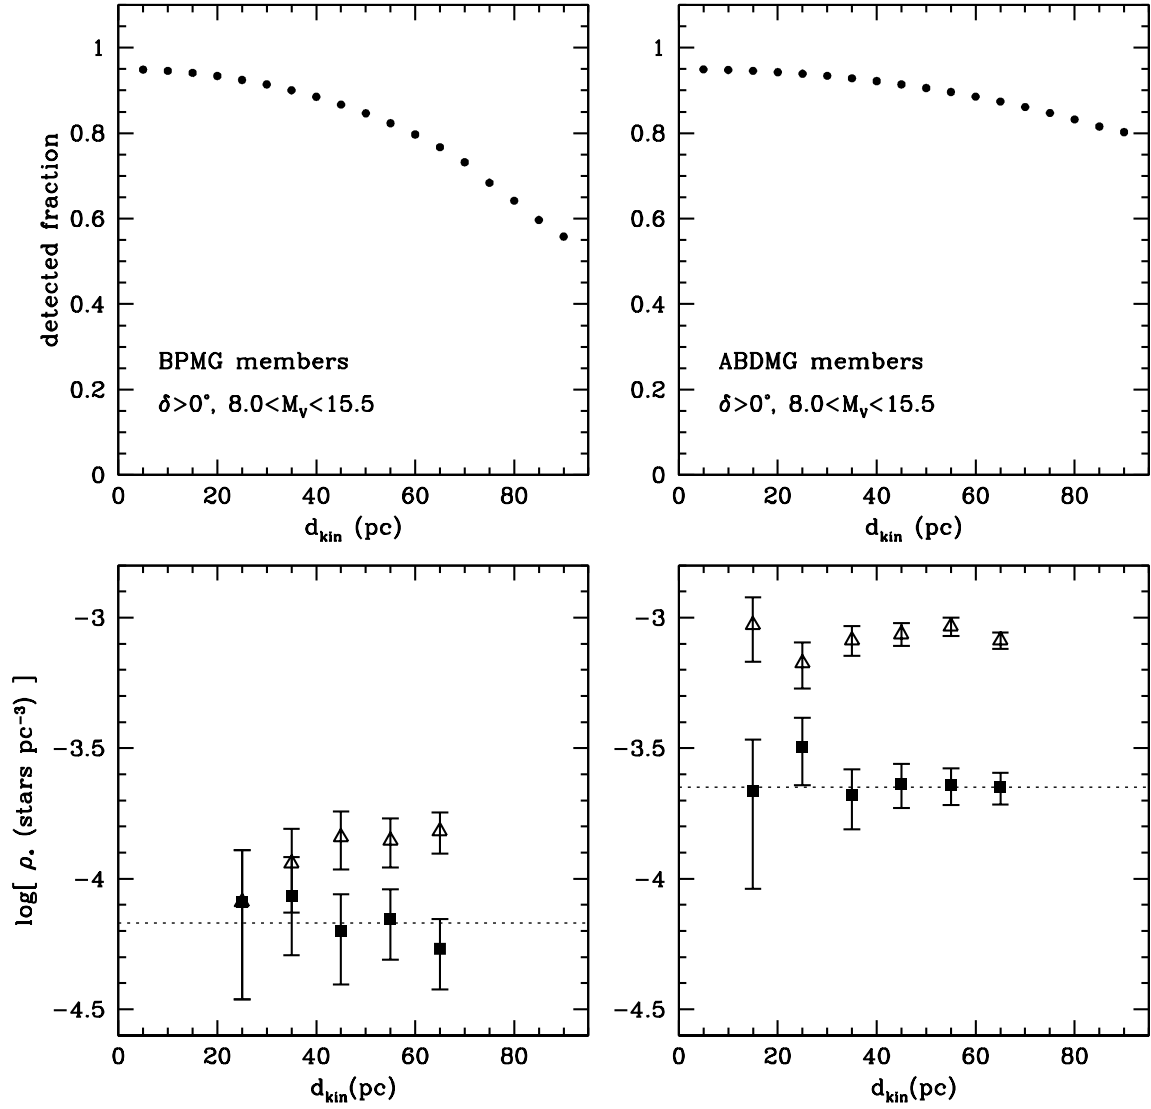 1
0.8
0.6
0.4
0.2
0
detected fraction
BPMG members
δ>0°, 8.0<M_V<15.5
0 20 40 60 80
d_kin (pc)
1
0.8
0.6
0.4
0.2
0
ABDMG members
δ>0°, 8.0<M_V<15.5
0 20 40 60 80
d_kin (pc)
-3
-3.5
-4
-4.5
log[ ρ* (stars pc⁻³) ]
0 20 40 60 80
d_kin(pc)
-3
-3.5
-4
-4.5
0 20 40 60 80
d_kin(pc)